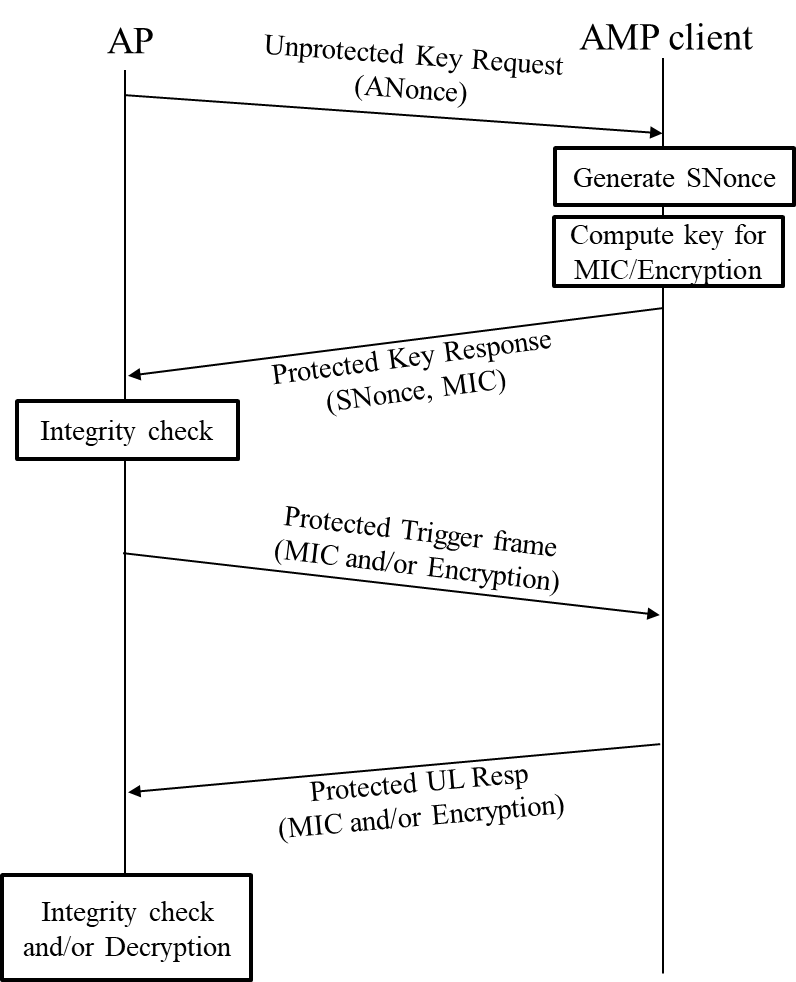 AP
AMP client
Unprotected Key Request
(ANonce)
Generate SNonce
Compute key for
MIC/Encryption
Protected Key Response
(SNonce, MIC)
Integrity check
Protected Trigger frame
(MIC and/or Encryption)
Protected UL Resp
(MIC and/or Encryption)
Integrity check
and/or Decryption